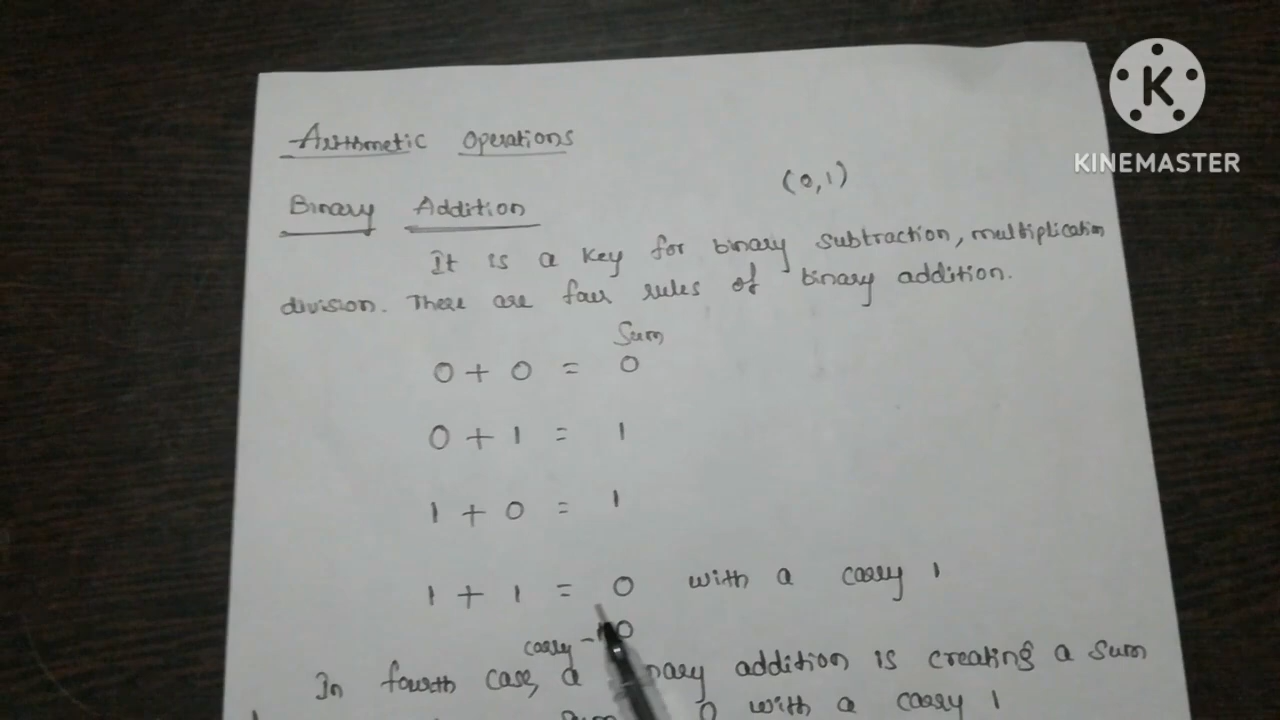 K
KINEMASTER
Arithmetic Operations
(0,1)
Binary Addition
It is a key for binary subtraction, multiplication
division. There are four rules of binary addition.
Sum
0 + 0 = 0
0 + 1 = 1
1 + 0 = 1
1 + 1 = 0 with a carry 1
carry - 10
In fourth case, a addition is creating a sum
Sum 0 with a carry 1